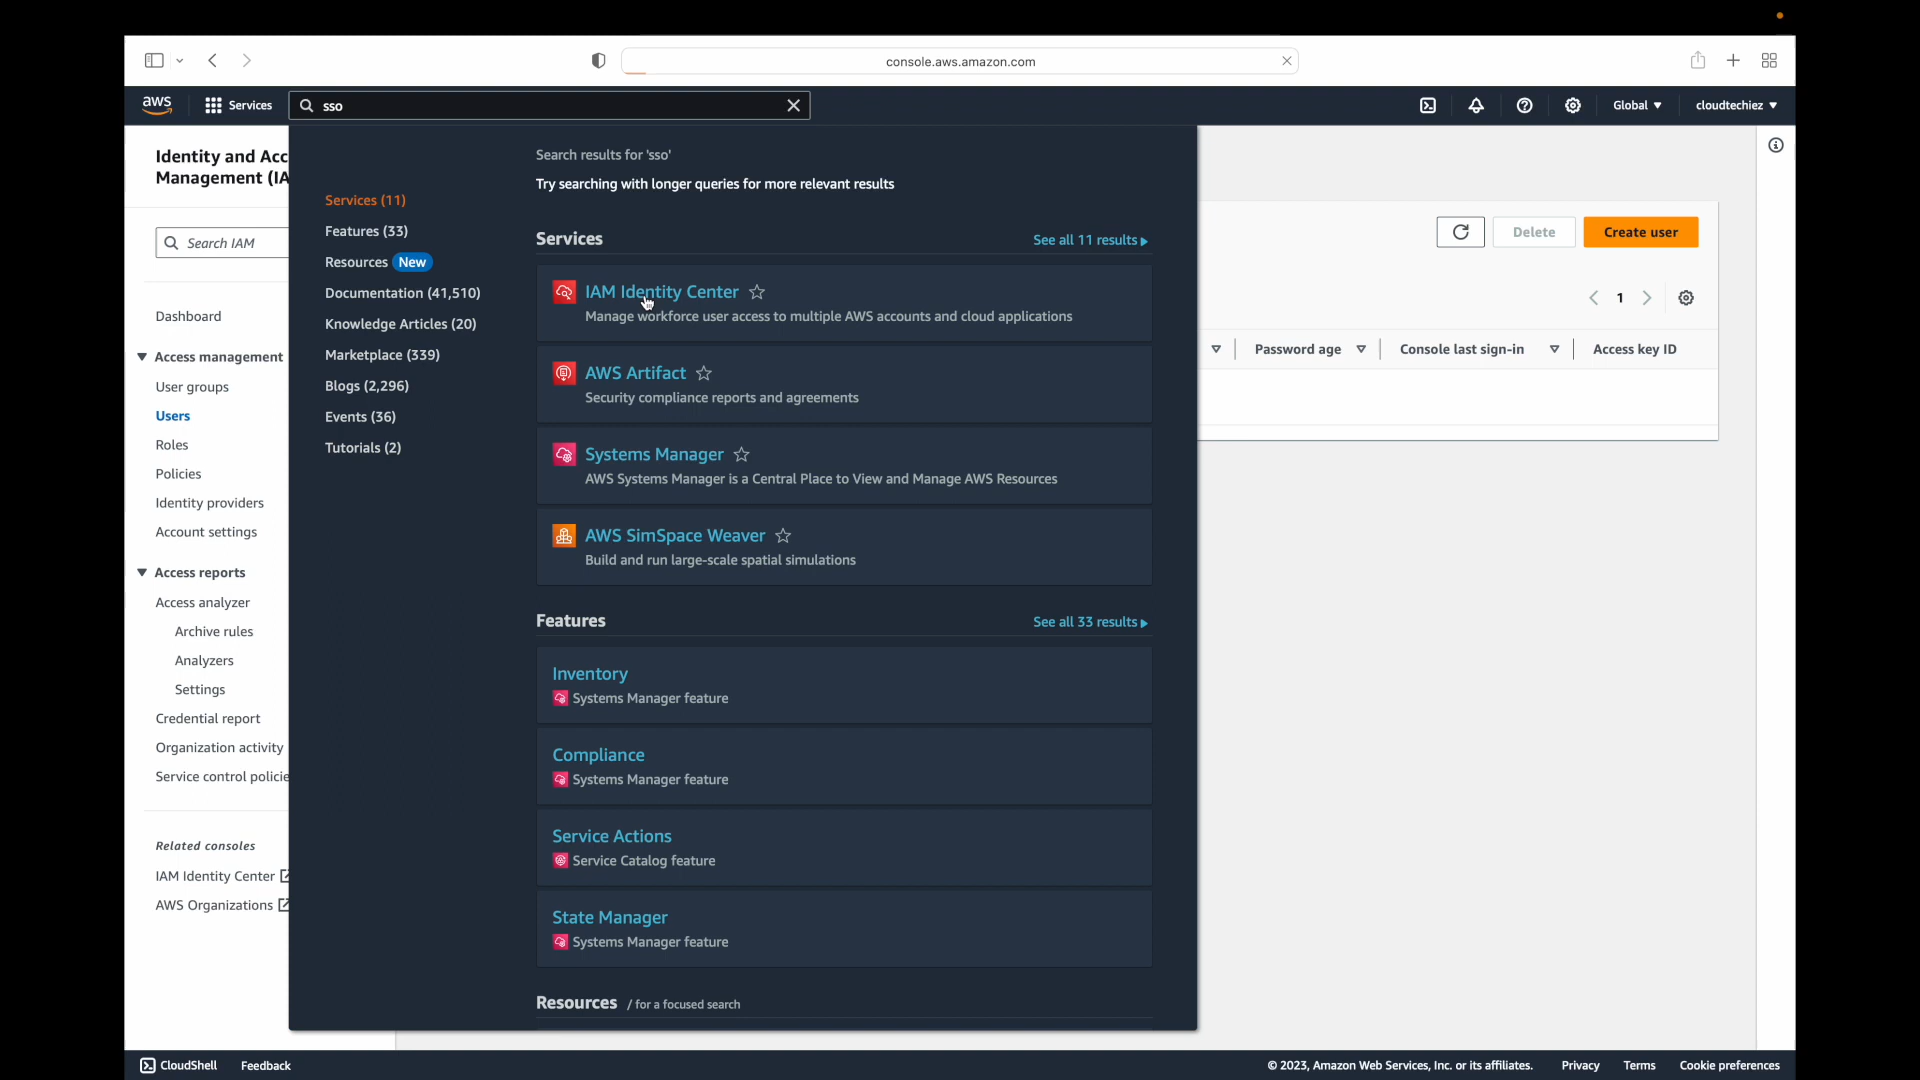 console.aws.amazon.com
aws
Services
sso
Global
cloudtechiez
Identity and Acc
Management (IA
Search IAM
Dashboard
Access management
User groups
Users
Roles
Policies
Identity providers
Account settings
Access reports
Access analyzer
Archive rules
Analyzers
Settings
Credential report
Organization activity
Service control policie
Related consoles
IAM Identity Center
AWS Organizations
Services (11)
Features (33)
Resources New
Documentation (41,510)
Knowledge Articles (20)
Marketplace (339)
Blogs (2,296)
Events (36)
Tutorials (2)
Search results for 'sso'
Try searching with longer queries for more relevant results
Services
See all 11 results
IAM Identity Center
Manage workforce user access to multiple AWS accounts and cloud applications
AWS Artifact
Security compliance reports and agreements
Systems Manager
AWS Systems Manager is a Central Place to View and Manage AWS Resources
AWS SimSpace Weaver
Build and run large-scale spatial simulations
Features
See all 33 results
Inventory
Systems Manager feature
Compliance
Systems Manager feature
Service Actions
Service Catalog feature
State Manager
Systems Manager feature
Resources / for a focused search
Delete
Create user
1
Password age
Console last sign-in
Access key ID
CloudShell
Feedback
© 2023, Amazon Web Services, Inc. or its affiliates.
Privacy
Terms
Cookie preferences